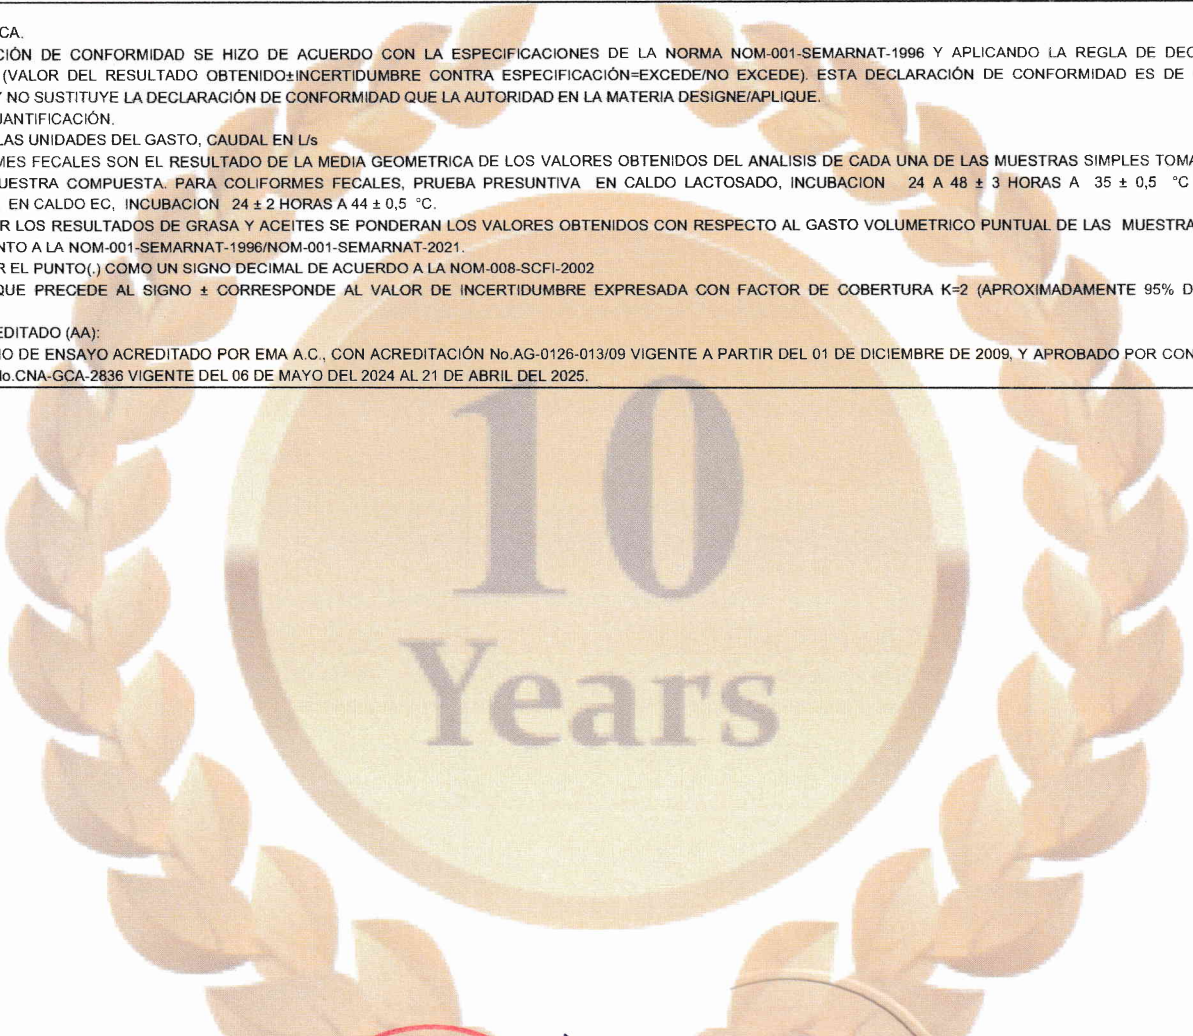 CA.
CIÓN DE CONFORMIDAD SE HIZO DE ACUERDO CON LA ESPECIFICACIONES DE LA NORMA NOM-001-SEMARNAT-1996 Y APLICANDO LA REGLA DE DEC
(VALOR DEL RESULTADO OBTENIDO±INCERTIDUMBRE CONTRA ESPECIFICACIÓN=EXCEDE/NO EXCEDE). ESTA DECLARACIÓN DE CONFORMIDAD ES DE
Y NO SUSTITUYE LA DECLARACIÓN DE CONFORMIDAD QUE LA AUTORIDAD EN LA MATERIA DESIGNE/APLIQUE.
UANTIFICACIÓN.
LAS UNIDADES DEL GASTO, CAUDAL EN L/s
MES FECALES SON EL RESULTADO DE LA MEDIA GEOMETRICA DE LOS VALORES OBTENIDOS DEL ANALISIS DE CADA UNA DE LAS MUESTRAS SIMPLES TOMA
UESTRA COMPUESTA. PARA COLIFORMES FECALES, PRUEBA PRESUNTIVA EN CALDO LACTOSADO, INCUBACION 24 A 48 ± 3 HORAS A 35 ± 0,5 °C
EN CALDO EC, INCUBACION 24 ± 2 HORAS A 44 ± 0,5 °C.
R LOS RESULTADOS DE GRASA Y ACEITES SE PONDERAN LOS VALORES OBTENIDOS CON RESPECTO AL GASTO VOLUMETRICO PUNTUAL DE LAS MUESTRA
NTO A LA NOM-001-SEMARNAT-1996/NOM-001-SEMARNAT-2021.
R EL PUNTO(.) COMO UN SIGNO DECIMAL DE ACUERDO A LA NOM-008-SCFI-2002
QUE PRECEDE AL SIGNO ± CORRESPONDE AL VALOR DE INCERTIDUMBRE EXPRESADA CON FACTOR DE COBERTURA K=2 (APROXIMADAMENTE 95% D
EDITADO (AA):
IO DE ENSAYO ACREDITADO POR EMA A.C., CON ACREDITACIÓN No.AG-0126-013/09 VIGENTE A PARTIR DEL 01 DE DICIEMBRE DE 2009, Y APROBADO POR CON
No.CNA-GCA-2836 VIGENTE DEL 06 DE MAYO DEL 2024 AL 21 DE ABRIL DEL 2025.
10
Years